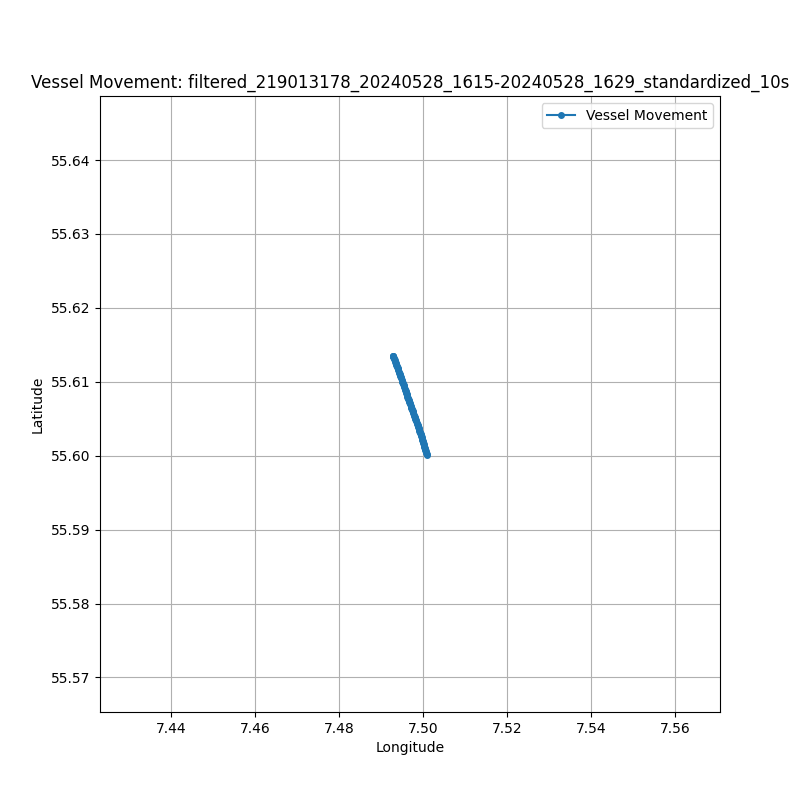 Vessel Movement: filtered_219013178_20240528_1615-20240528_1629_standardized_10s
Vessel Movement
55.64
55.63
55.62
55.61
55.60
55.59
55.58
55.57
Latitude
7.44 7.46 7.48 7.50 7.52 7.54 7.56
Longitude